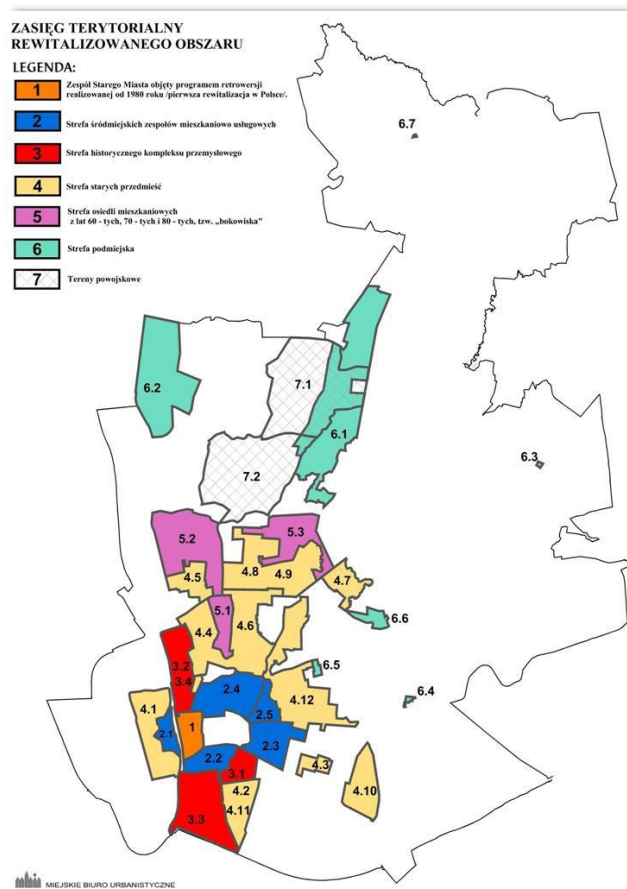 ZASIĘG TERYTORIALNY
REWITALIZOWANEGO OBSZARU
LEGENDA:
1 Zespół Starego Miasta objęty programem retrowersji
realizowanej od 1980 roku /pierwsza rewitalizacja w Polsce/.
2 Strefa śródmiejskich zespołów mieszkaniowo usługowych
3 Strefa historycznego kompleksu przemysłowego
4 Strefa starych przedmieść
5 Strefa osiedli mieszkaniowych
z lat 60 - tych, 70 - tych i 80 - tych, tzw. „bokowiska"
6 Strefa podmiejska
7 Tereny powojskowe
6.7
6.2
7.1
6.1
7.2
6.3
5.2
5.3
4.8
4.9
4.5
4.7
5.1
4.6
4.4
6.6
3.2
3.4
6.5
2.4
6.4
4.1
2.5
4.12
2.1
1
2.3
2.2
3.1
4.3
4.2
4.10
4.11
3.3
MIEJSKIE BIURO URBANISTYCZNE